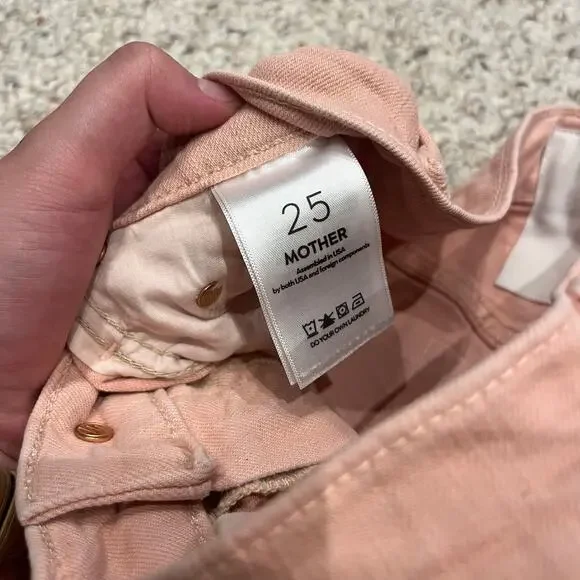 25
MOTHER
Assembled in USA
by both USA and foreign components
DO YOUR OWN LAUNDRY